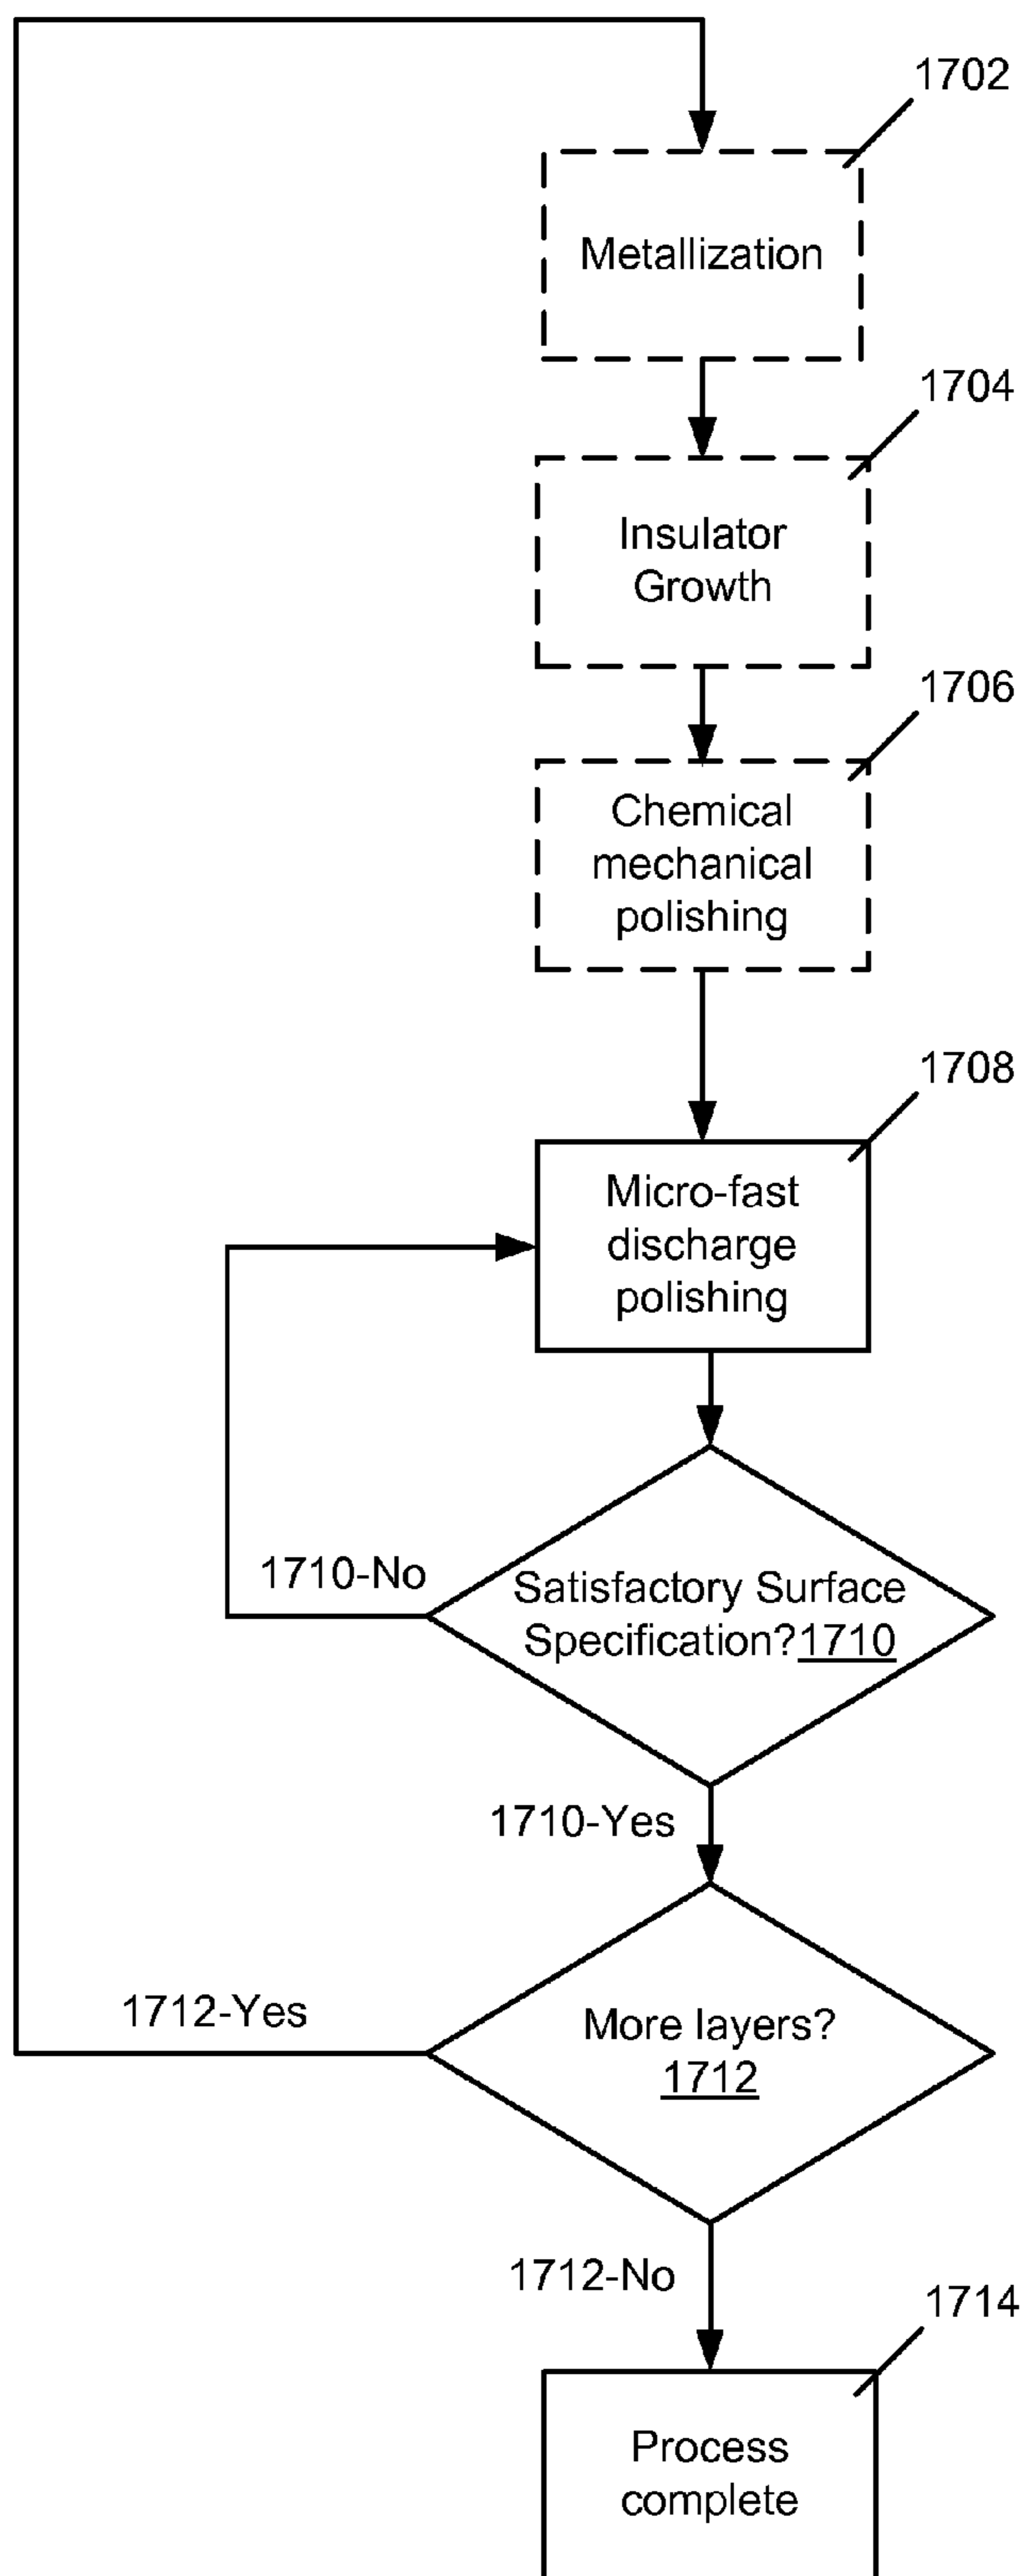 1702
Metallization
1704
Insulator
Growth
1706
Chemical
mechanical
polishing
1708
Micro-fast
discharge
polishing
1710-No
Satisfactory Surface
Specification?1710
1710-Yes
1712-Yes
More layers?
1712
1712-No
1714
Process
complete